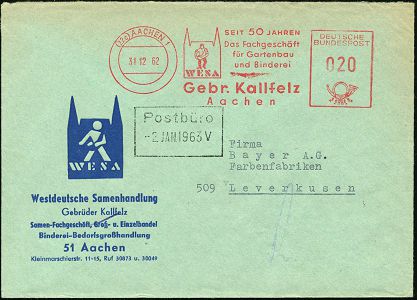 (22c) AACHEN 1
31.12.62
WESA
SEIT 50 JAHREN
Das Fachgeschäft
für Gartenbau
und Binderei
Gebr. Kallfelz
Aachen
DEUTSCHE
BUNDESPOST
020
Postbüro
-2.JAN.1963 V
WESA
Westdeutsche Samenhandlung
Gebrüder Kallfelz
Samen-Fachgeschäft, Groß- u. Einzelhandel
Binderei-Bedarfsgroßhandlung
51 Aachen
Kleinmarschierstr. 11-15, Ruf 30873 u. 30049
Firma
Bayer A.G.
Farbenfabriken
509 Leverkusen